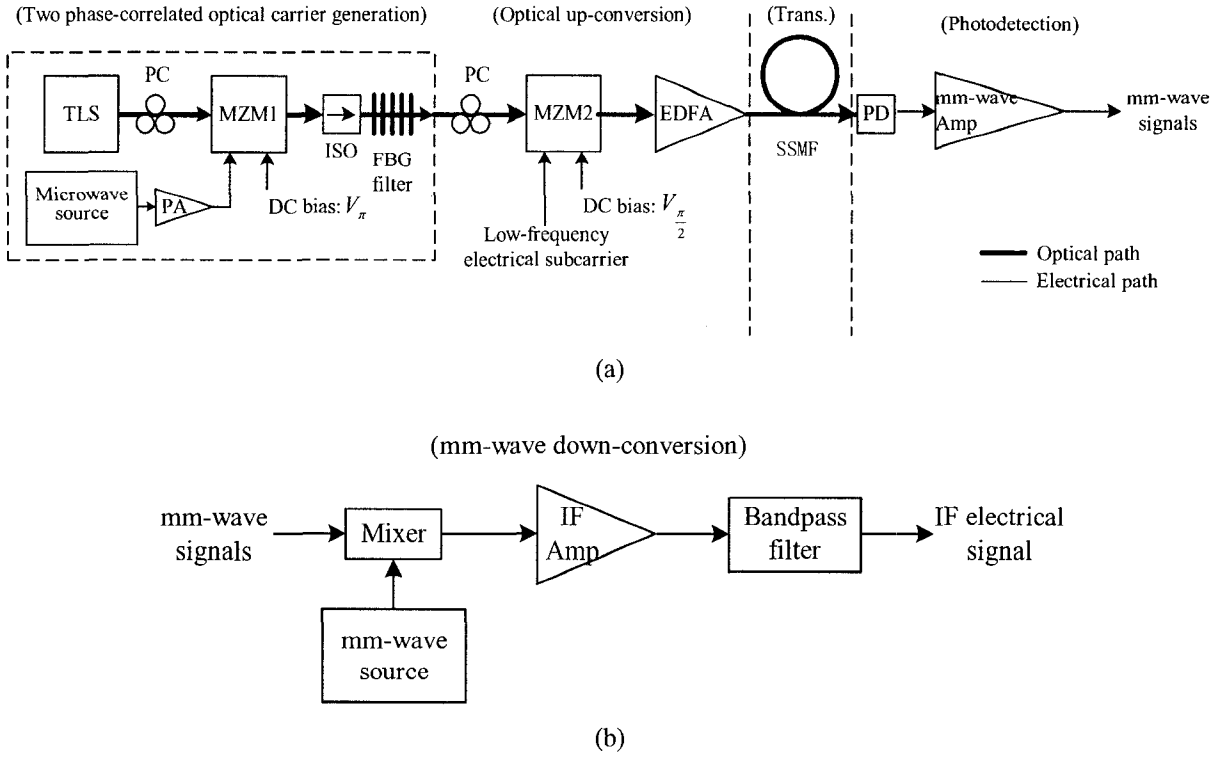 (Two phase-correlated optical carrier generation)
(Optical up-conversion)
(Trans.)
(Photodetection)
PC
PC
TLS
MZM1
ISO
FBG
filter
MZM2
EDFA
SSMF
PD
mm-wave
Amp
mm-wave
signals
Microwave
source
PA
DC bias: V_π
DC bias: V_{π/2}
Low-frequency
electrical subcarrier
Optical path
Electrical path
(a)
(mm-wave down-conversion)
mm-wave
signals
Mixer
IF
Amp
Bandpass
filter
IF electrical
signal
mm-wave
source
(b)